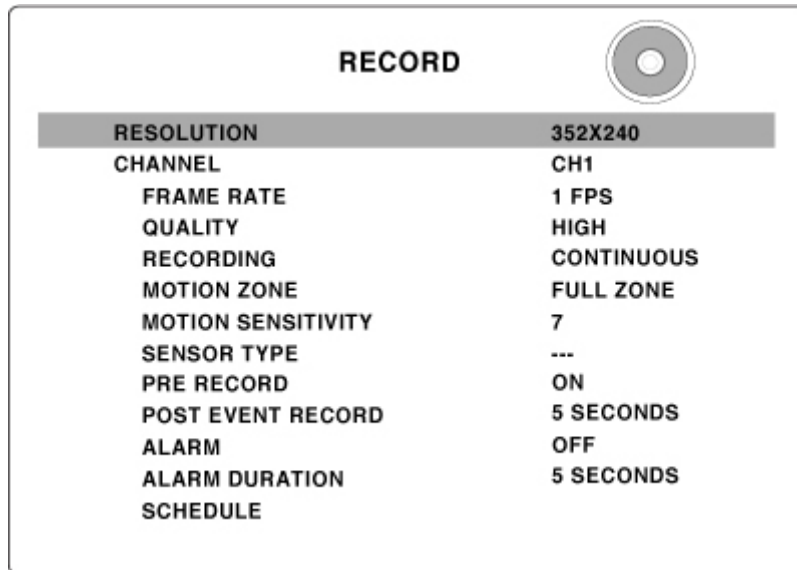 RECORD
RESOLUTION 352X240
CHANNEL CH1
FRAME RATE 1 FPS
QUALITY HIGH
RECORDING CONTINUOUS
MOTION ZONE FULL ZONE
MOTION SENSITIVITY 7
SENSOR TYPE ---
PRE RECORD ON
POST EVENT RECORD 5 SECONDS
ALARM OFF
ALARM DURATION 5 SECONDS
SCHEDULE